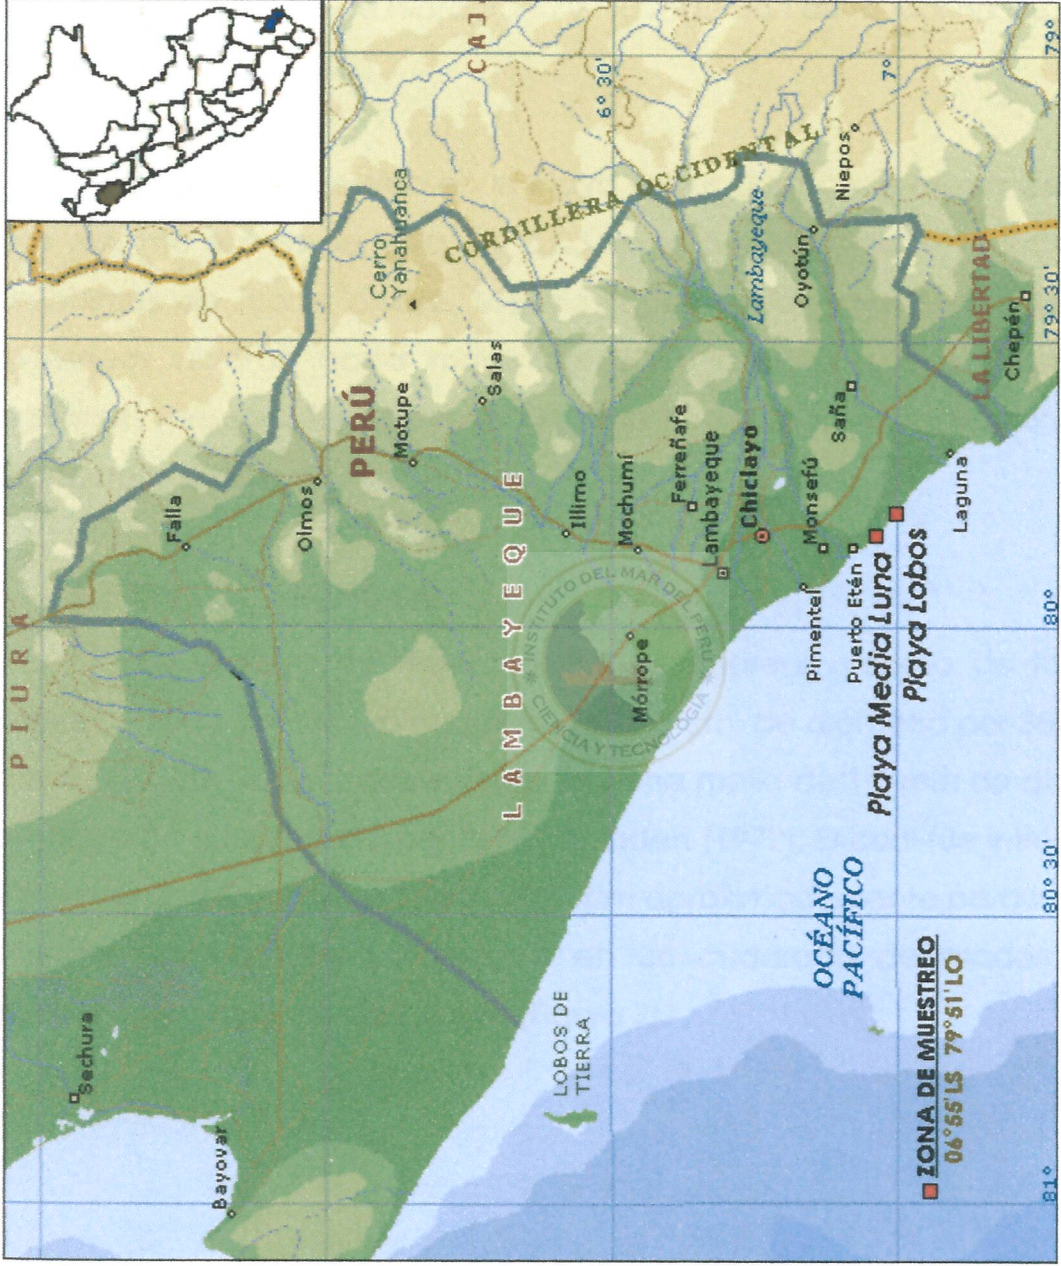 PIURA
CAJ
Sechura
Bayovar
Falla
Olmos
PERÚ
Motupe
Cerro
Yanahuanca
CORDILLERA OCCIDENTAL
Salas
LAMBAYEQUE
Illimo
Mochumí
Ferreñafe
Lambayeque
Chiclayo
Mórrope
Monsefú
Pimentel
Puerto Etén
Saña
Lambayeque
Oyotún
Niepos
LA LIBERTAD
Chepén
Laguna
Playa Media Luna
Playa Lobos
LOBOS DE
TIERRA
OCÉANO
PACÍFICO
INSTITUTO DEL MAR DEL PERU
CIENCIA Y TECNOLOGIA
ZONA DE MUESTREO
06°55'LS 79°51'LO
6°30'
7°
81°
80°30'
80°
79°30'
79°